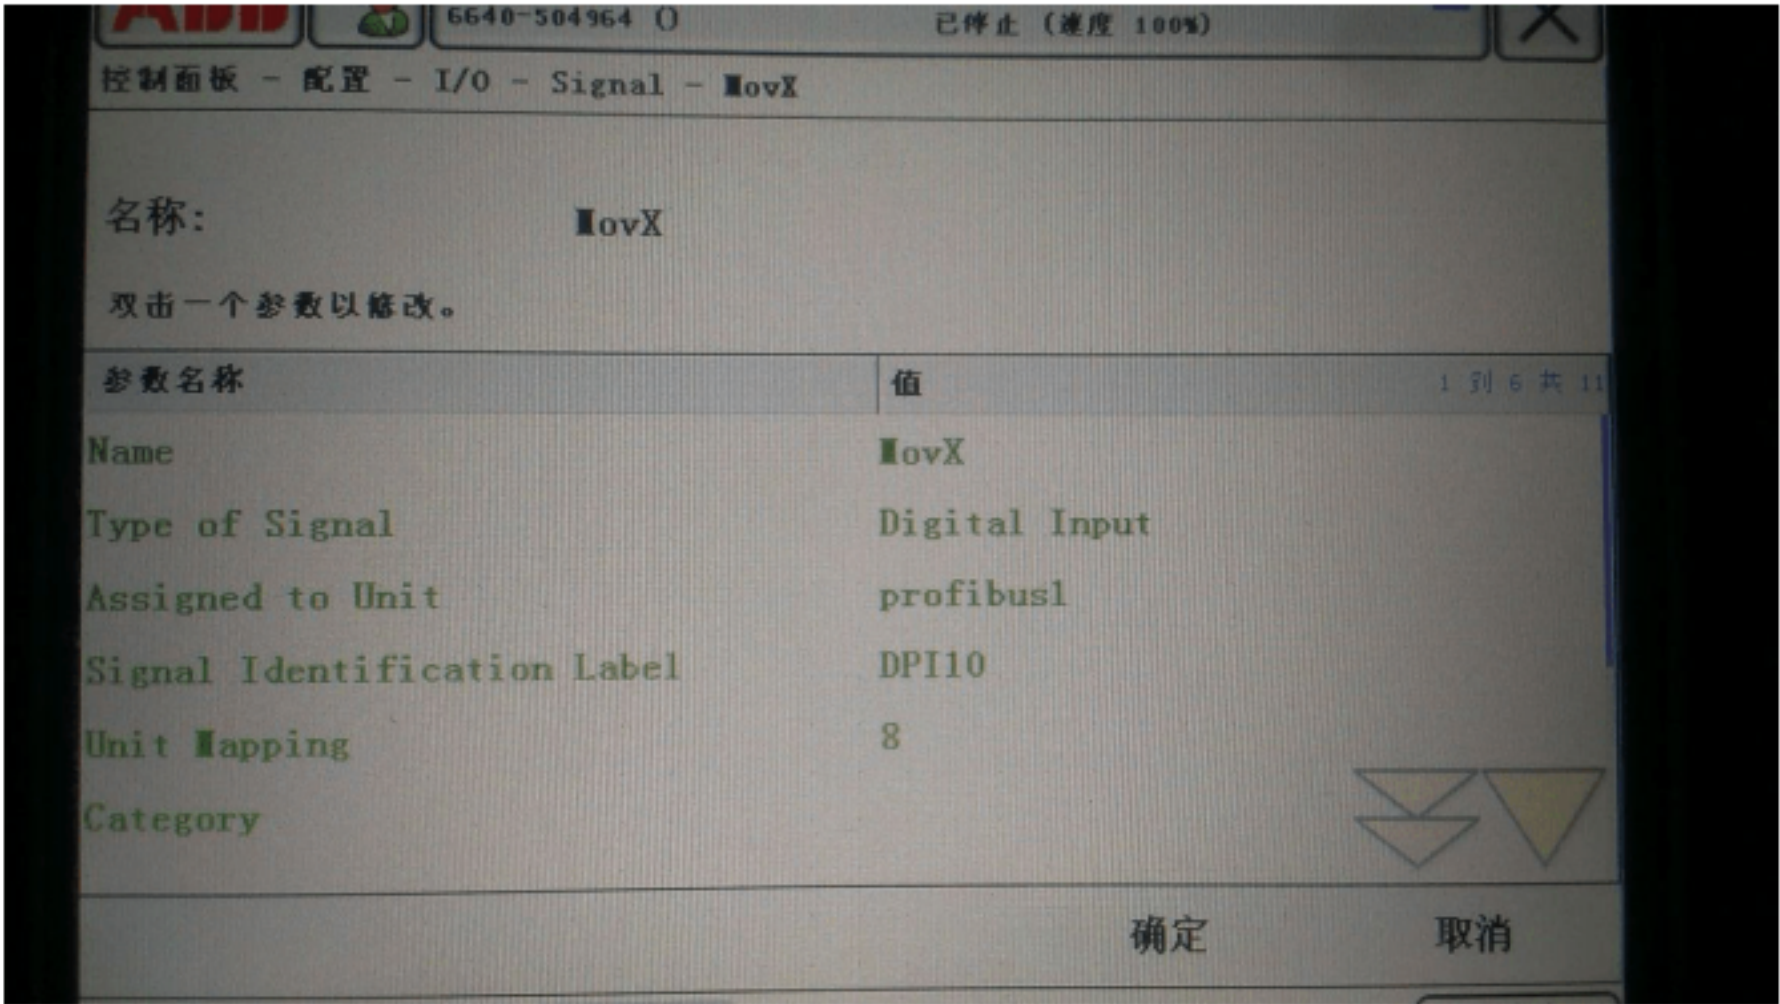 ABB
6640-504964 ()
已停止 (速度 100%)
控制面板 - 配置 - I/O - Signal - MovX
名称: MovX
双击一个参数以修改。
参数名称 值 1 到 6 共 11
Name MovX
Type of Signal Digital Input
Assigned to Unit profibus1
Signal Identification Label DPI10
Unit Mapping 8
Category
确定 取消